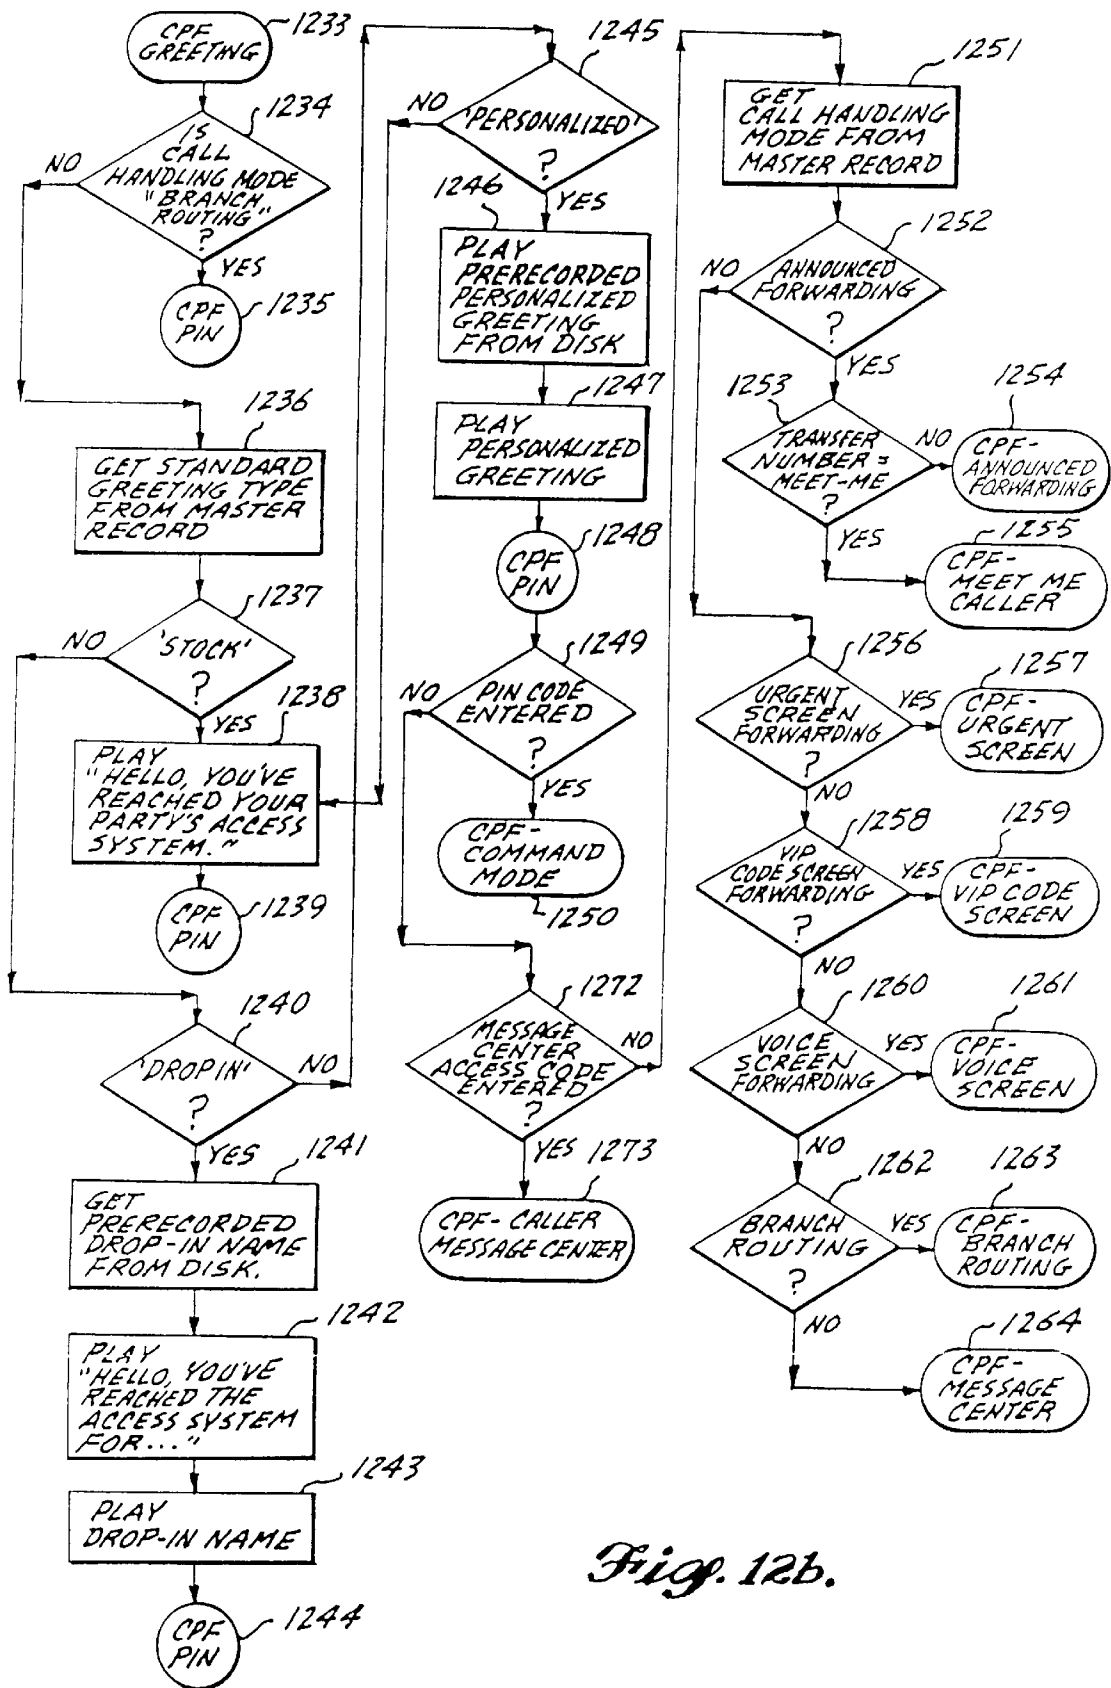 CPF
GREETING
1233
1234
IS
CALL
HANDLING MODE
"BRANCH
ROUTING"
?
NO
YES
CPF
PIN
1235
1236
GET STANDARD
GREETING TYPE
FROM MASTER
RECORD
1237
'STOCK'
?
NO
YES
1238
PLAY
"HELLO, YOU'VE
REACHED YOUR
PARTY'S ACCESS
SYSTEM."
CPF
PIN
1239
1240
'DROPIN'
?
NO
YES
1241
GET
PRERECORDED
DROP-IN NAME
FROM DISK.
1242
PLAY
"HELLO, YOU'VE
REACHED THE
ACCESS SYSTEM
FOR..."
1243
PLAY
DROP-IN NAME
CPF
PIN
1244
1245
'PERSONALIZED'
?
NO
YES
1246
PLAY
PRERECORDED
PERSONALIZED
GREETING
FROM DISK
1247
PLAY
PERSONALIZED
GREETING
1248
CPF
PIN
1249
PIN CODE
ENTERED
?
NO
YES
CPF-
COMMAND
MODE
1250
1272
MESSAGE
CENTER
ACCESS CODE
ENTERED
?
NO
YES
1273
CPF-CALLER
MESSAGE CENTER
1251
GET
CALL HANDLING
MODE FROM
MASTER RECORD
1252
ANNOUNCED
FORWARDING
?
NO
YES
1253
TRANSFER
NUMBER =
MEET-ME
?
NO
YES
1254
CPF-
ANNOUNCED
FORWARDING
1255
CPF-
MEET ME
CALLER
1256
URGENT
SCREEN
FORWARDING
?
YES
NO
1257
CPF-
URGENT
SCREEN
1258
VIP
CODE SCREEN
FORWARDING
?
YES
NO
1259
CPF-
VIP CODE
SCREEN
1260
VOICE
SCREEN
FORWARDING
?
YES
NO
1261
CPF-
VOICE
SCREEN
1262
BRANCH
ROUTING
?
YES
NO
1263
CPF-
BRANCH
ROUTING
1264
CPF-
MESSAGE
CENTER
Fig. 12b.